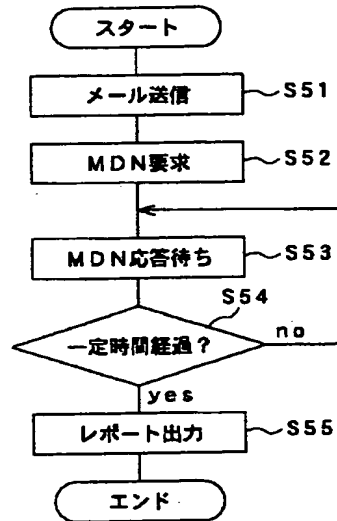 スタート
メール送信
S51
MDN要求
S52
MDN応答待ち
S53
S54
一定時間経過?
no
yes
レポート出力
S55
エンド